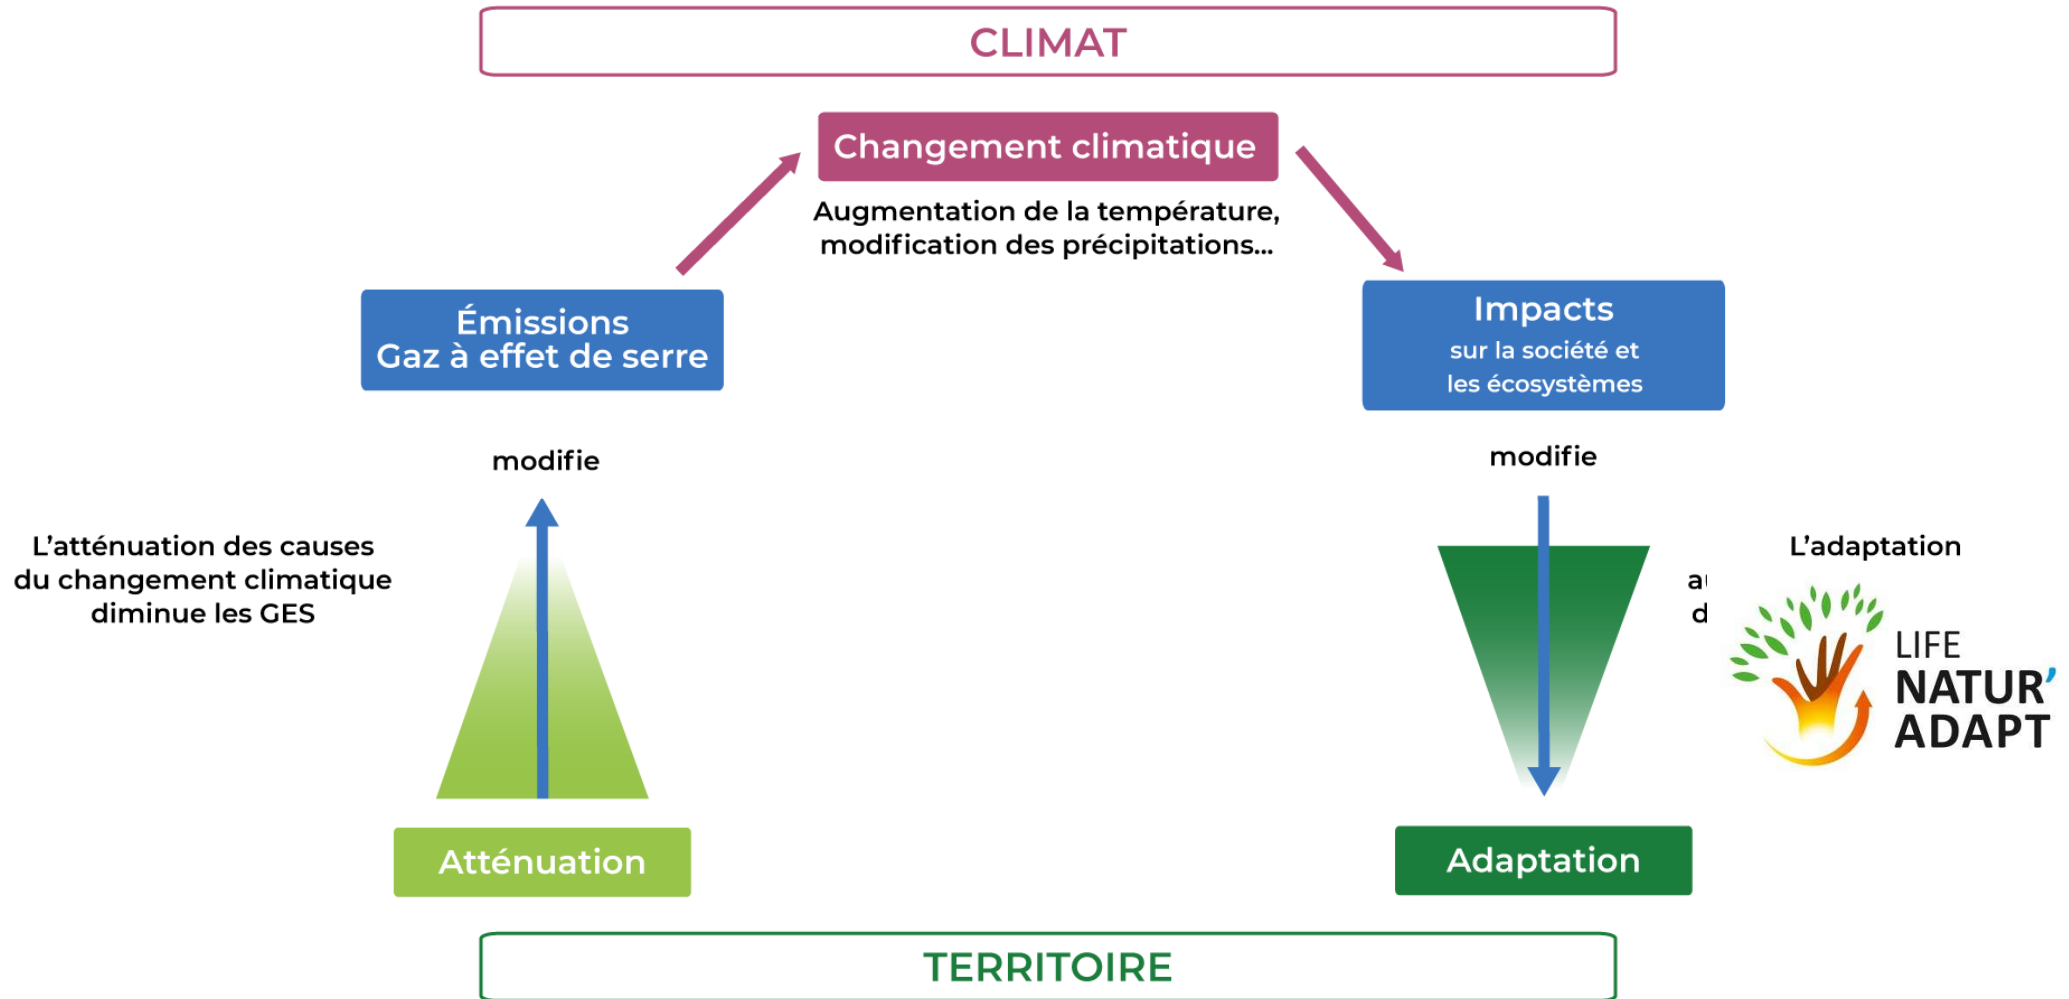 CLIMAT
Changement climatique
Augmentation de la température,
modification des précipitations...
Émissions
Gaz à effet de serre
Impacts
sur la société et
les écosystèmes
modifie
modifie
L'atténuation des causes
du changement climatique
diminue les GES
L'adaptation
LIFE
NATUR'
ADAPT
Atténuation
Adaptation
TERRITOIRE